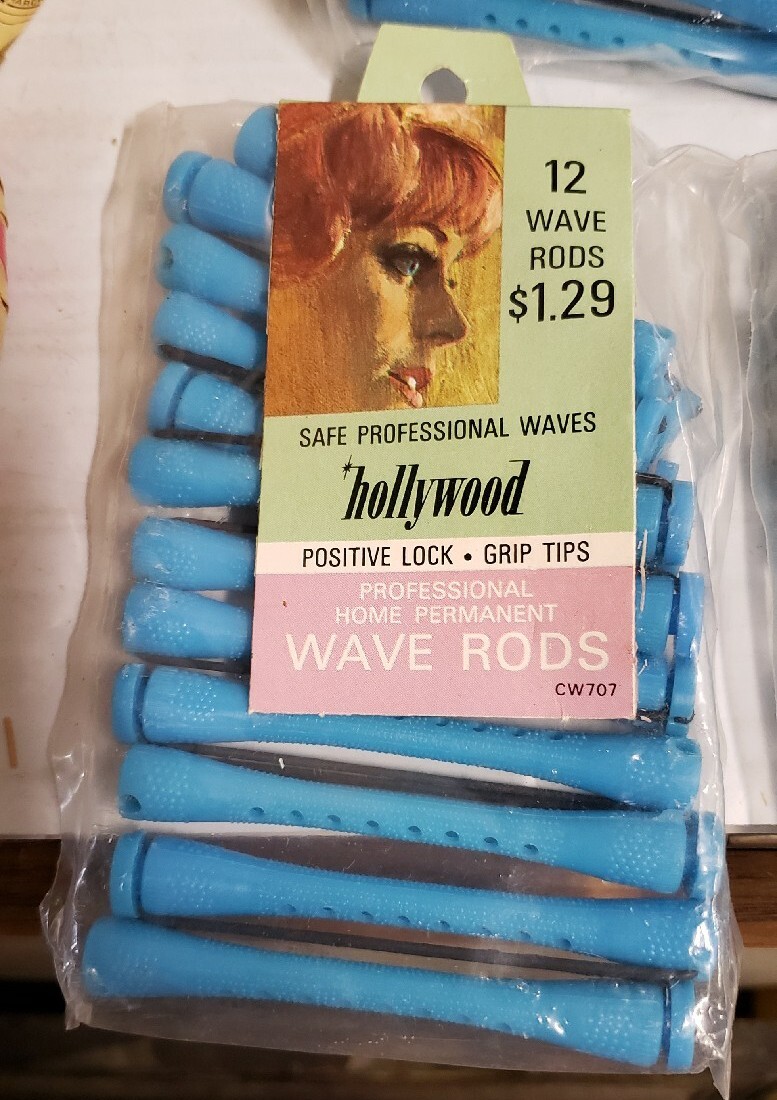 12
WAVE
RODS
$1.29
SAFE PROFESSIONAL WAVES
hollywood
POSITIVE LOCK • GRIP TIPS
PROFESSIONAL
HOME PERMANENT
WAVE RODS
CW707